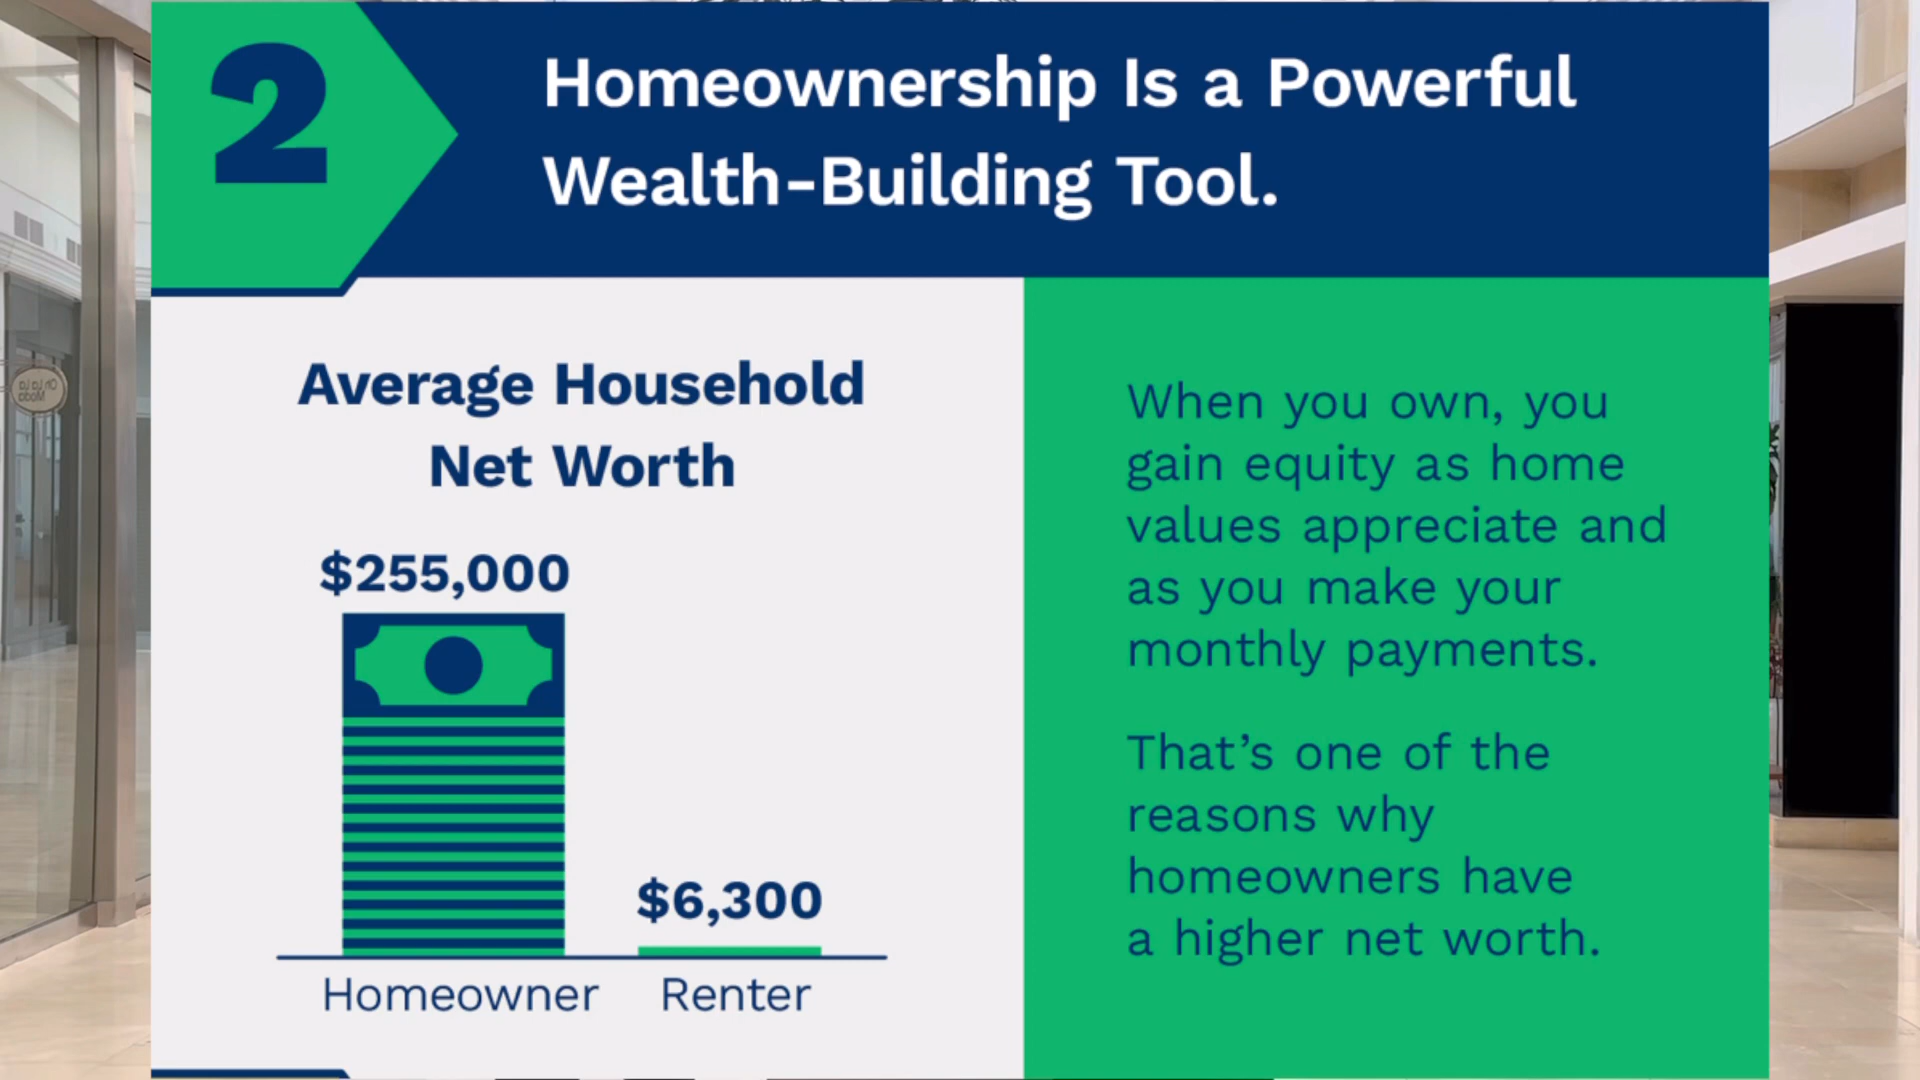 2
Homeownership Is a Powerful
Wealth-Building Tool.
Average Household
Net Worth
$255,000
$6,300
Homeowner
Renter
When you own, you
gain equity as home
values appreciate and
as you make your
monthly payments.
That’s one of the
reasons why
homeowners have
a higher net worth.